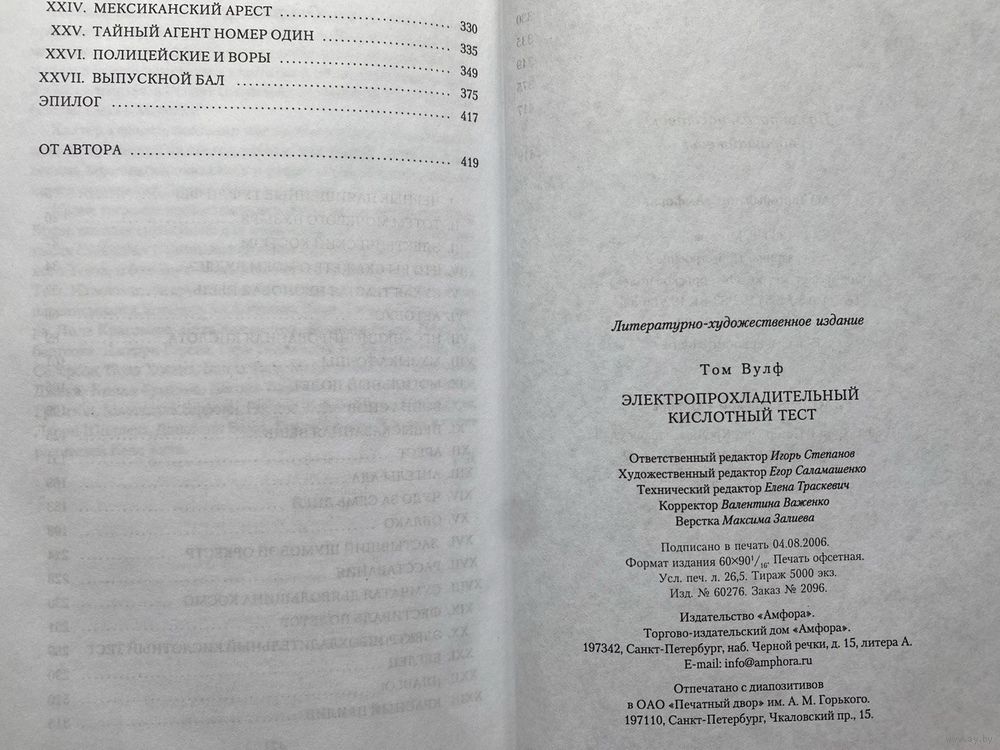 XXIV. МЕКСИКАНСКИЙ АРЕСТ ........ 330
XXV. ТАЙНЫЙ АГЕНТ НОМЕР ОДИН ........ 335
XXVI. ПОЛИЦЕЙСКИЕ И ВОРЫ ........ 349
XXVII. ВЫПУСКНОЙ БАЛ ........ 375
ЭПИЛОГ ........ 417
ОТ АВТОРА ........ 419
Литературно-художественное издание
Том Вулф
ЭЛЕКТРОПРОХЛАДИТЕЛЬНЫЙ
КИСЛОТНЫЙ ТЕСТ
Ответственный редактор Игорь Степанов
Художественный редактор Егор Саламашенко
Технический редактор Елена Траскевич
Корректор Валентина Важенко
Верстка Максима Залиева
Подписано в печать 04.08.2006.
Формат издания 60×90 1/16. Печать офсетная.
Усл. печ. л. 26,5. Тираж 5000 экз.
Изд. № 60276. Заказ № 2096.
Издательство «Амфора».
Торгово-издательский дом «Амфора».
197342, Санкт-Петербург, наб. Черной речки, д. 15, литера А.
E-mail: info@amphora.ru
Отпечатано с диапозитивов
в ОАО «Печатный двор» им. А. М. Горького.
197110, Санкт-Петербург, Чкаловский пр., 15.
www.ay.by